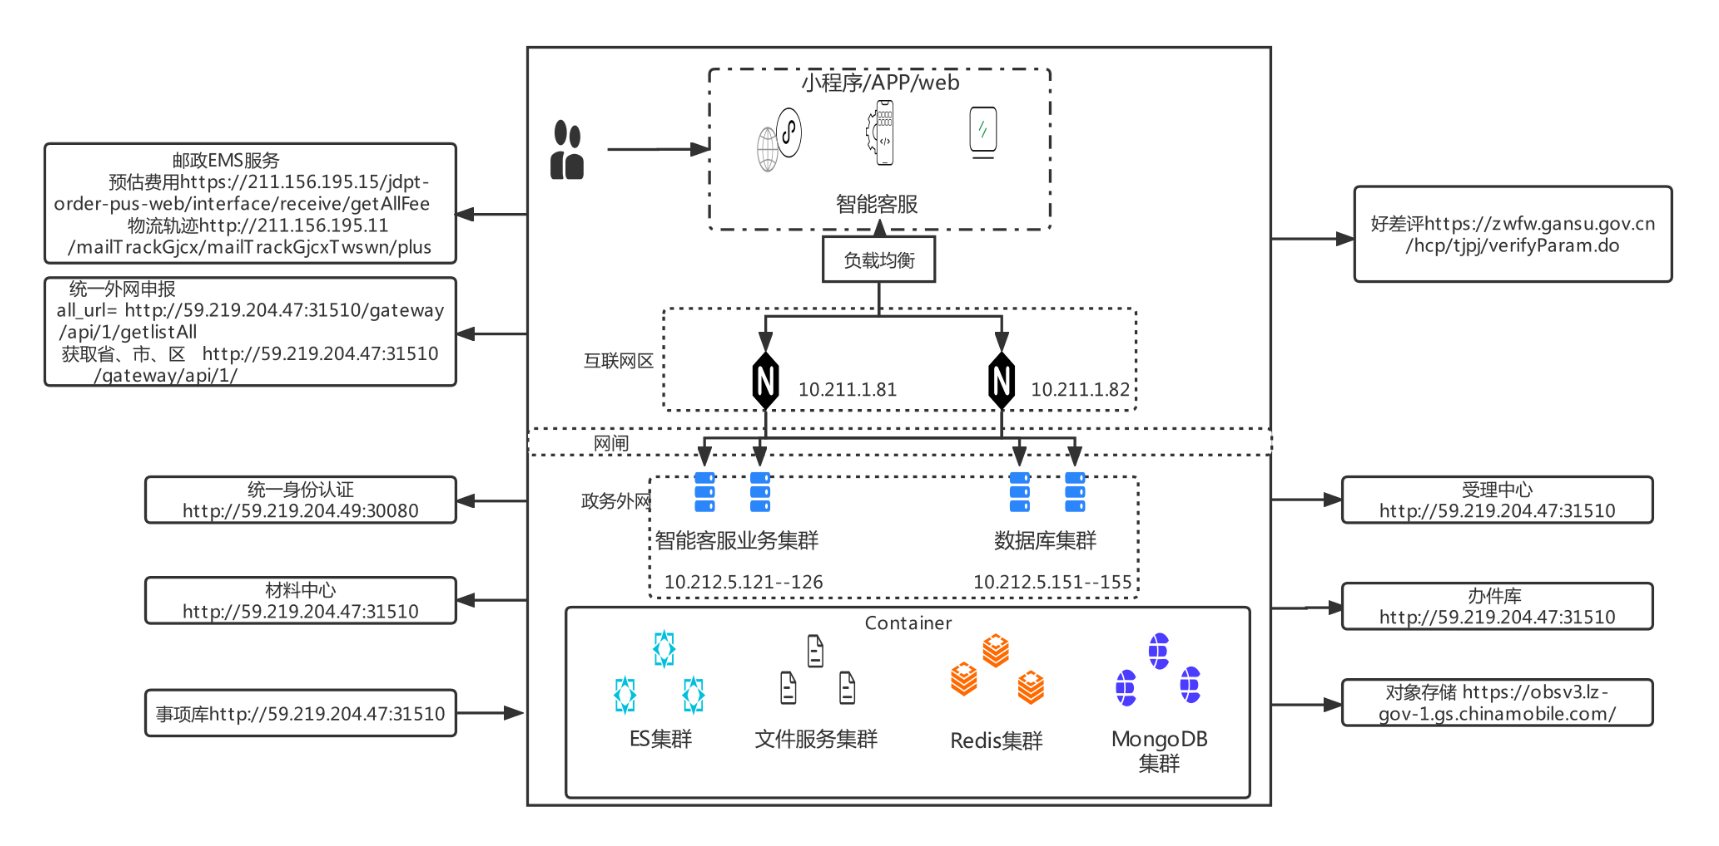 小程序/APP/web
智能客服
负载均衡
邮政EMS服务
预估费用https://211.156.195.15/jdpt-
order-pus-web/interface/receive/getAllFee
物流轨迹http://211.156.195.11
/mailTrackGjcx/mailTrackGjcxTwswn/plus
统一外网申报
all_url= http://59.219.204.47:31510/gateway
/api/1/getlistAll
获取省、市、区 http://59.219.204.47:31510
/gateway/api/1/
好差评https://zwfw.gansu.gov.cn
/hcp/tjpj/verifyParam.do
互联网区
10.211.1.81
10.211.1.82
网闸
政务外网
智能客服业务集群
数据库集群
10.212.5.121--126
10.212.5.151--155
统一身份认证
http://59.219.204.49:30080
材料中心
http://59.219.204.47:31510
事项库http://59.219.204.47:31510
受理中心
http://59.219.204.47:31510
办件库
http://59.219.204.47:31510
对象存储 https://obsv3.lz-
gov-1.gs.chinamobile.com/
Container
ES集群
文件服务集群
Redis集群
MongoDB
集群